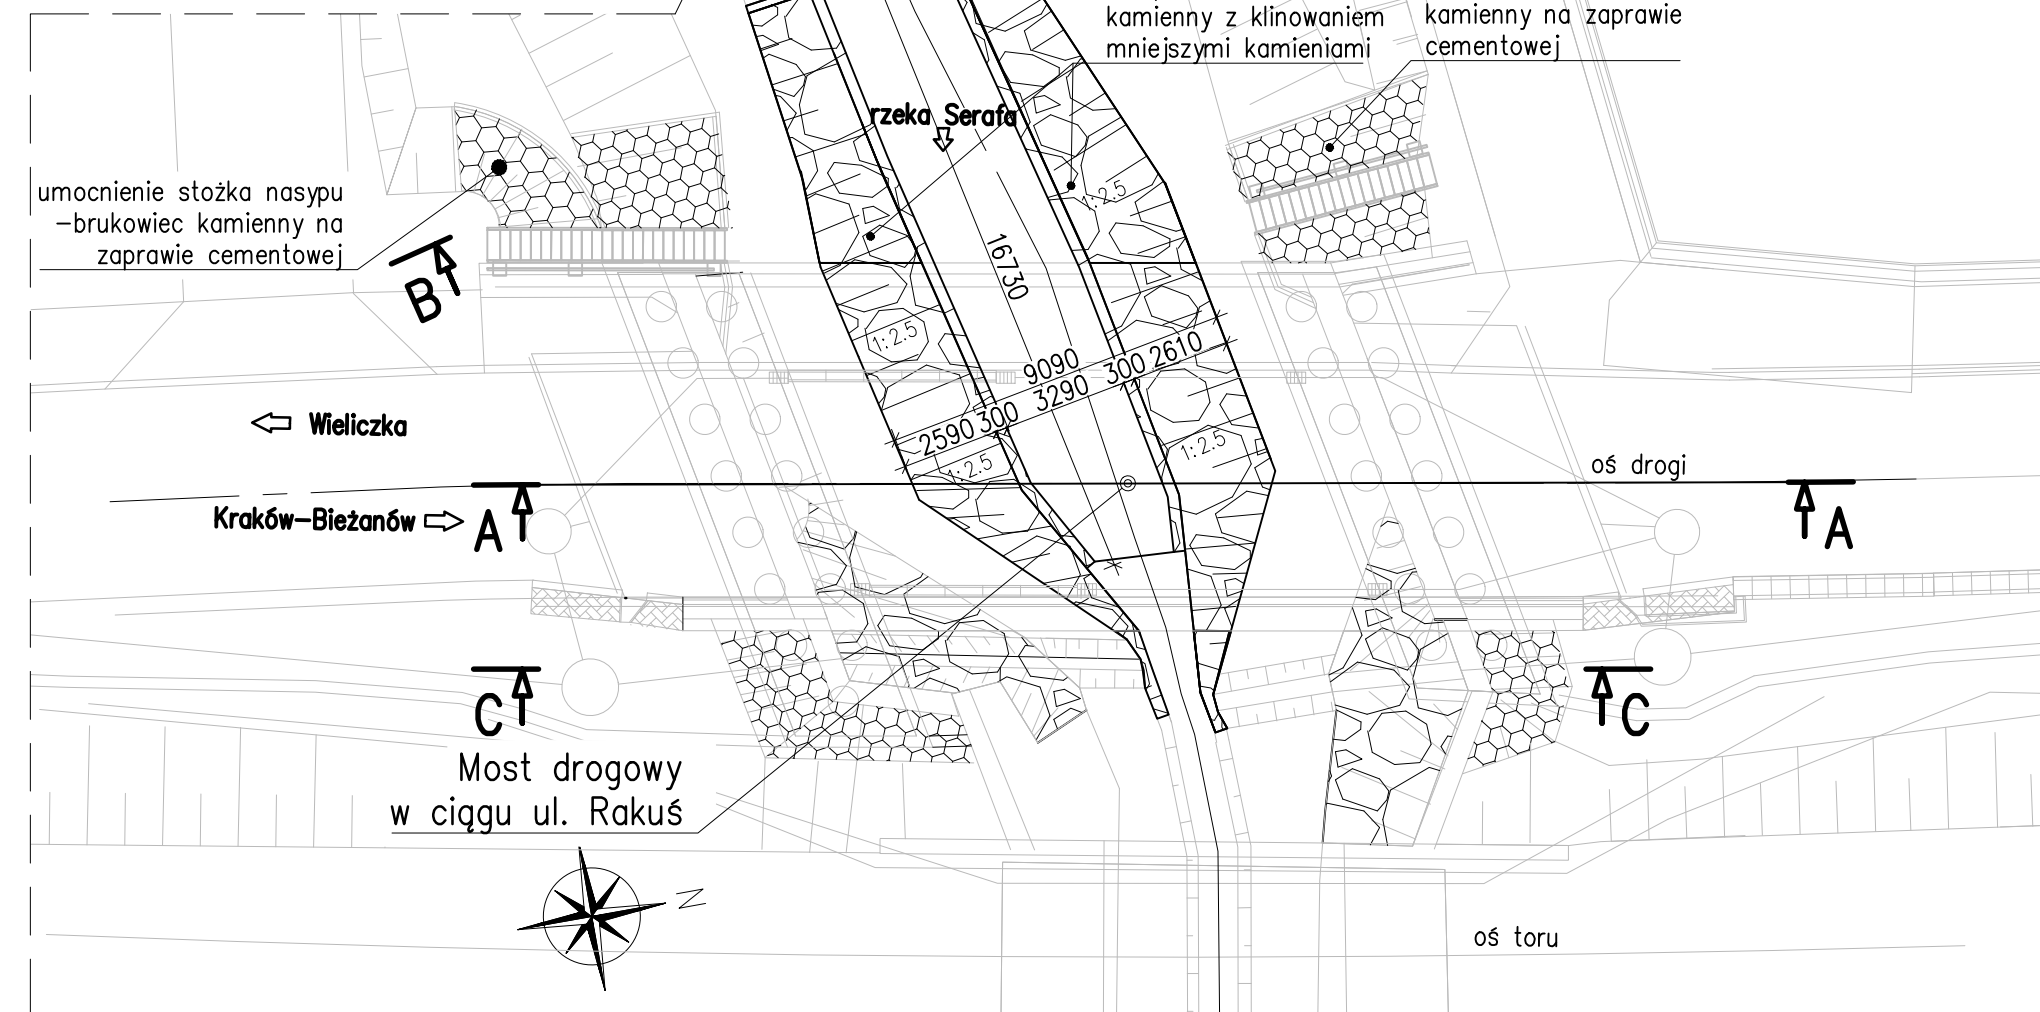 kamienny z klinowaniem
mniejszymi kamieniami
kamienny na zaprawie
cementowej
rzeka Serafa
umocnienie stożka nasypu
-brukowiec kamienny na
zaprawie cementowej
B
1:2.5
16730
1:2.5
9090
2590 300 3290 300 2610
1:2.5
1:2.5
Wieliczka
Kraków-Bieżanów
oś drogi
A
A
C
C
Most drogowy
w ciągu ul. Rakuś
N
oś toru